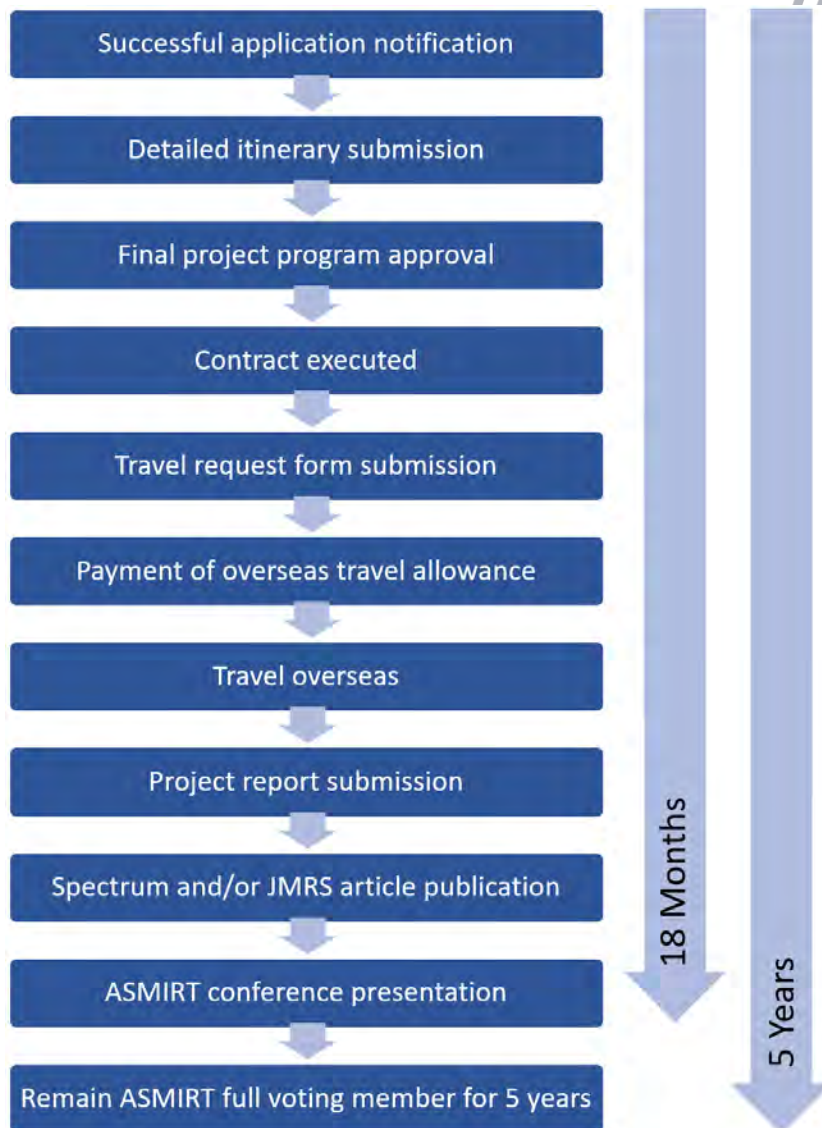 Successful application notification
Detailed itinerary submission
Final project program approval
Contract executed
Travel request form submission
Payment of overseas travel allowance
Travel overseas
Project report submission
Spectrum and/or JMRS article publication
ASMIRT conference presentation
Remain ASMIRT full voting member for 5 years
18 Months
5 Years